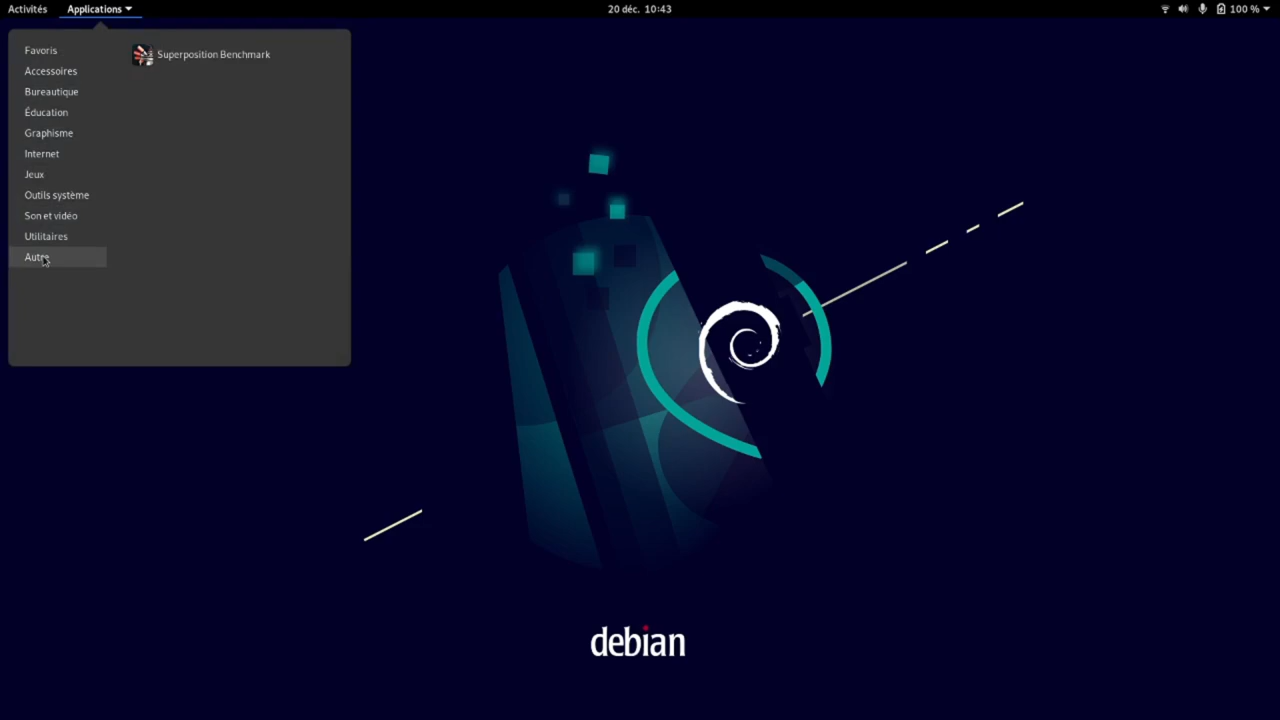 Activités Applications 20 déc. 10:43 100 %
Favoris
Superposition Benchmark
Accessoires
Bureautique
Éducation
Graphisme
Internet
Jeux
Outils système
Son et vidéo
Utilitaires
Autre
debian